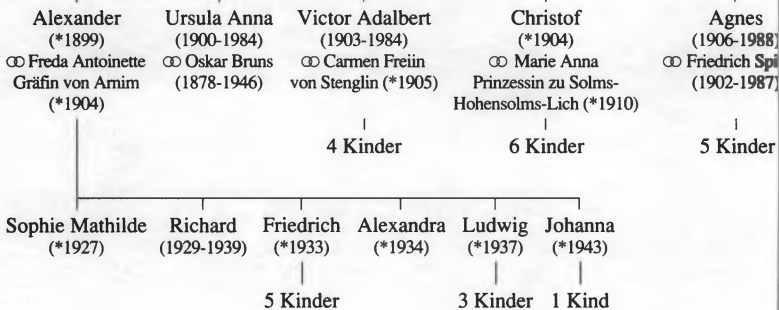 Alexander
(*1899)
⚭ Freda Antoinette
Gräfin von Arnim
(*1904)
Ursula Anna
(1900-1984)
⚭ Oskar Bruns
(1878-1946)
Victor Adalbert
(1903-1984)
⚭ Carmen Freiin
von Stenglin (*1905)
4 Kinder
Christof
(*1904)
⚭ Marie Anna
Prinzessin zu Solms-
Hohensolms-Lich (*1910)
6 Kinder
Agnes
(1906-1988)
⚭ Friedrich
(1902-1987)
5 Kinder
Sophie Mathilde
(*1927)
Richard
(1929-1939)
Friedrich
(*1933)
5 Kinder
Alexandra
(*1934)
Ludwig
(*1937)
3 Kinder
Johanna
(*1943)
1 Kind